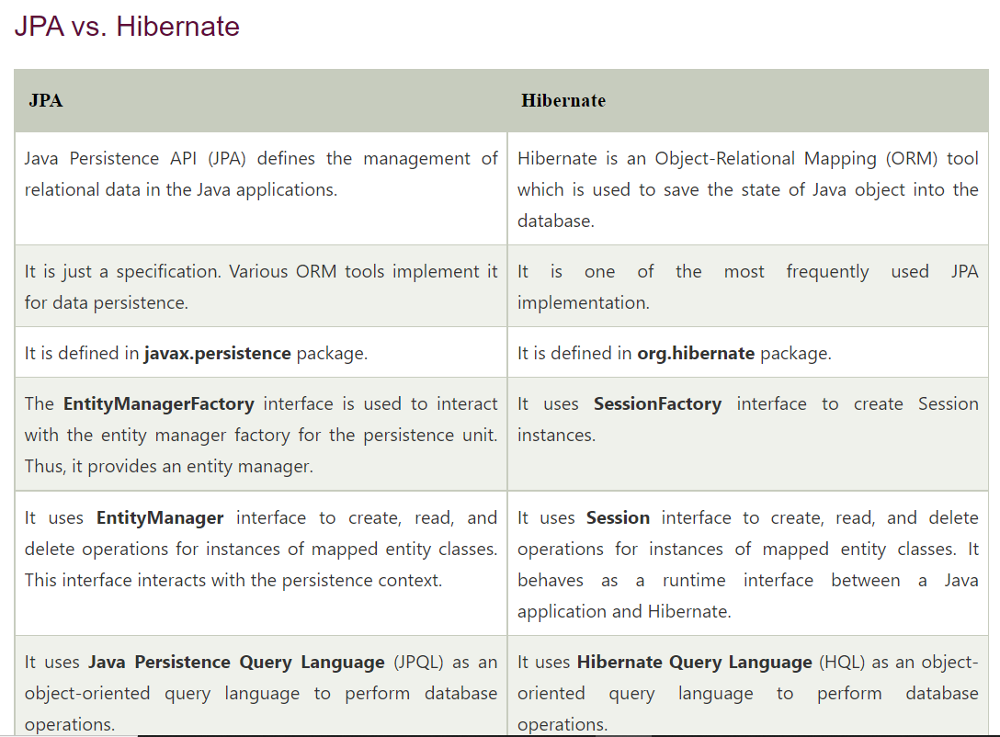 JPA vs. Hibernate
JPA
Hibernate
Java Persistence API (JPA) defines the management of
relational data in the Java applications.
Hibernate is an Object-Relational Mapping (ORM) tool
which is used to save the state of Java object into the
database.
It is just a specification. Various ORM tools implement it
for data persistence.
It is one of the most frequently used JPA
implementation.
It is defined in javax.persistence package.
It is defined in org.hibernate package.
The EntityManagerFactory interface is used to interact
with the entity manager factory for the persistence unit.
Thus, it provides an entity manager.
It uses SessionFactory interface to create Session
instances.
It uses EntityManager interface to create, read, and
delete operations for instances of mapped entity classes.
This interface interacts with the persistence context.
It uses Session interface to create, read, and delete
operations for instances of mapped entity classes. It
behaves as a runtime interface between a Java
application and Hibernate.
It uses Java Persistence Query Language (JPQL) as an
object-oriented query language to perform database
operations.
It uses Hibernate Query Language (HQL) as an object-
oriented query language to perform database
operations.